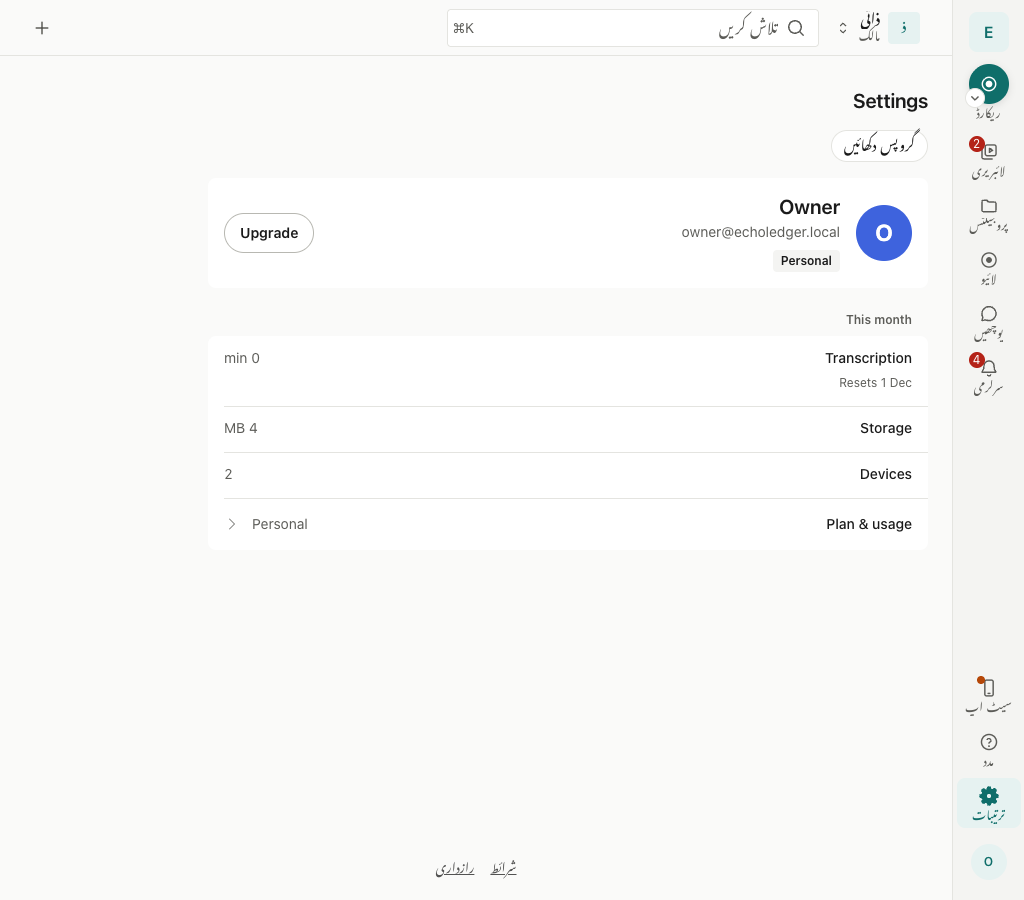 E
ریکارڈ
2
لائبریری
پروجیکٹس
لائیو
پوچھیں
4
سرگرمی
سیٹ اپ
مدد
ترتیبات
O
ذ
ذاتی
مالک
تلاش کریں
⌘K
Settings
گروپس دکھائیں
O
Owner
owner@echoledger.local
Personal
Upgrade
This month
Transcription
min 0
Resets 1 Dec
Storage
MB 4
Devices
2
Plan & usage
Personal
شرائط
رازداری